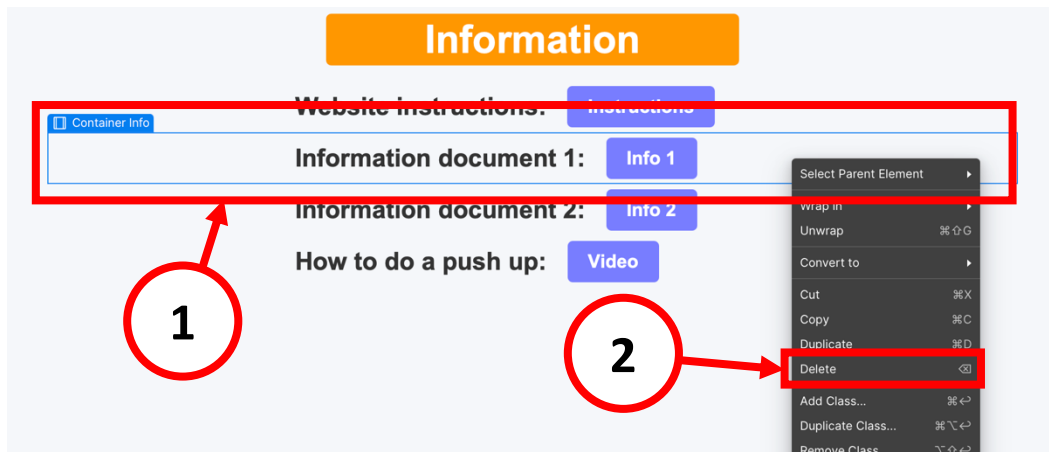 Information
Website instructions: Instructions
Container Info
Information document 1: Info 1
Information document 2: Info 2
How to do a push up: Video
1
2
Select Parent Element
Wrap In
Unwrap ⌘⇧G
Convert to
Cut ⌘X
Copy ⌘C
Duplicate ⌘D
Delete ⌫
Add Class... ⌘↩
Duplicate Class... ⌘⌥↩
Remove Class ⌥⇧↩